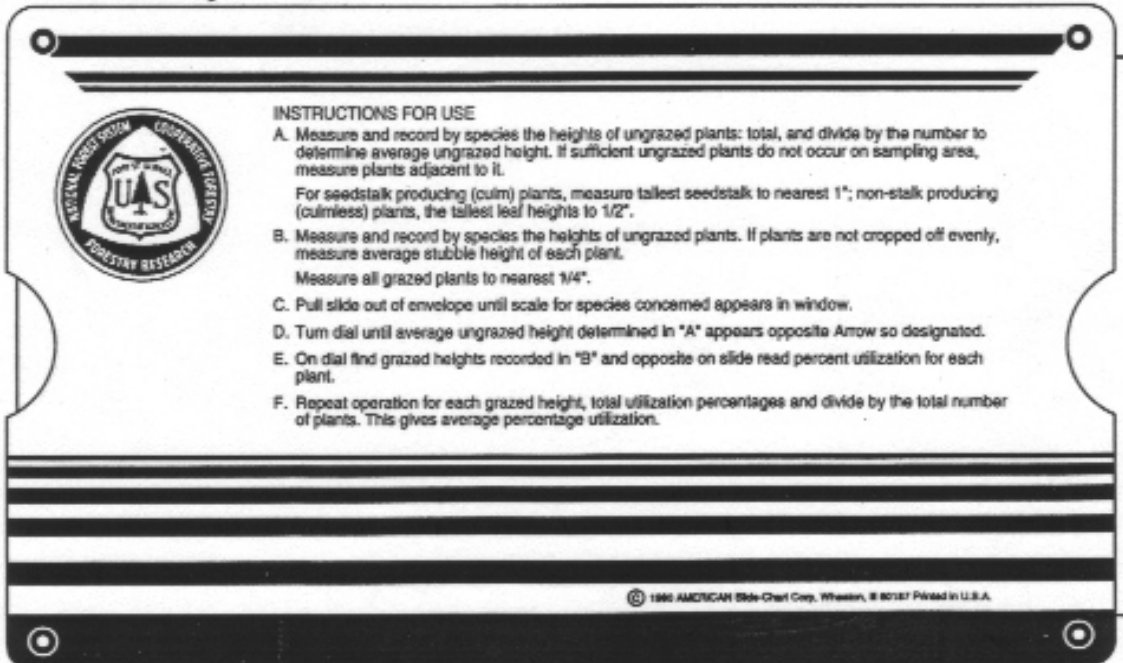 INSTRUCTIONS FOR USE
A. Measure and record by species the heights of ungrazed plants: total, and divide by the number to
determine average ungrazed height. If sufficient ungrazed plants do not occur on sampling area,
measure plants adjacent to it.
For seedstalk producing (culm) plants, measure tallest seedstalk to nearest 1"; non-stalk producing
(culmless) plants, the tallest leaf heights to 1/2".
B. Measure and record by species the heights of ungrazed plants. If plants are not cropped off evenly,
measure average stubble height of each plant.
Measure all grazed plants to nearest 1/4".
C. Pull slide out of envelope until scale for species concerned appears in window.
D. Turn dial until average ungrazed height determined in "A" appears opposite Arrow so designated.
E. On dial find grazed heights recorded in "B" and opposite on slide read percent utilization for each
plant.
F. Repeat operation for each grazed height, total utilization percentages and divide by the total number
of plants. This gives average percentage utilization.
NATIONAL FOREST SYSTEM COOPERATIVE FORESTRY
FOREST SERVICE
U S
DEPARTMENT OF AGRICULTURE
FORESTRY RESEARCH
© 1980 AMERICAN Slide-Chart Corp, Wheaton, Il 60187 Printed in U.S.A.